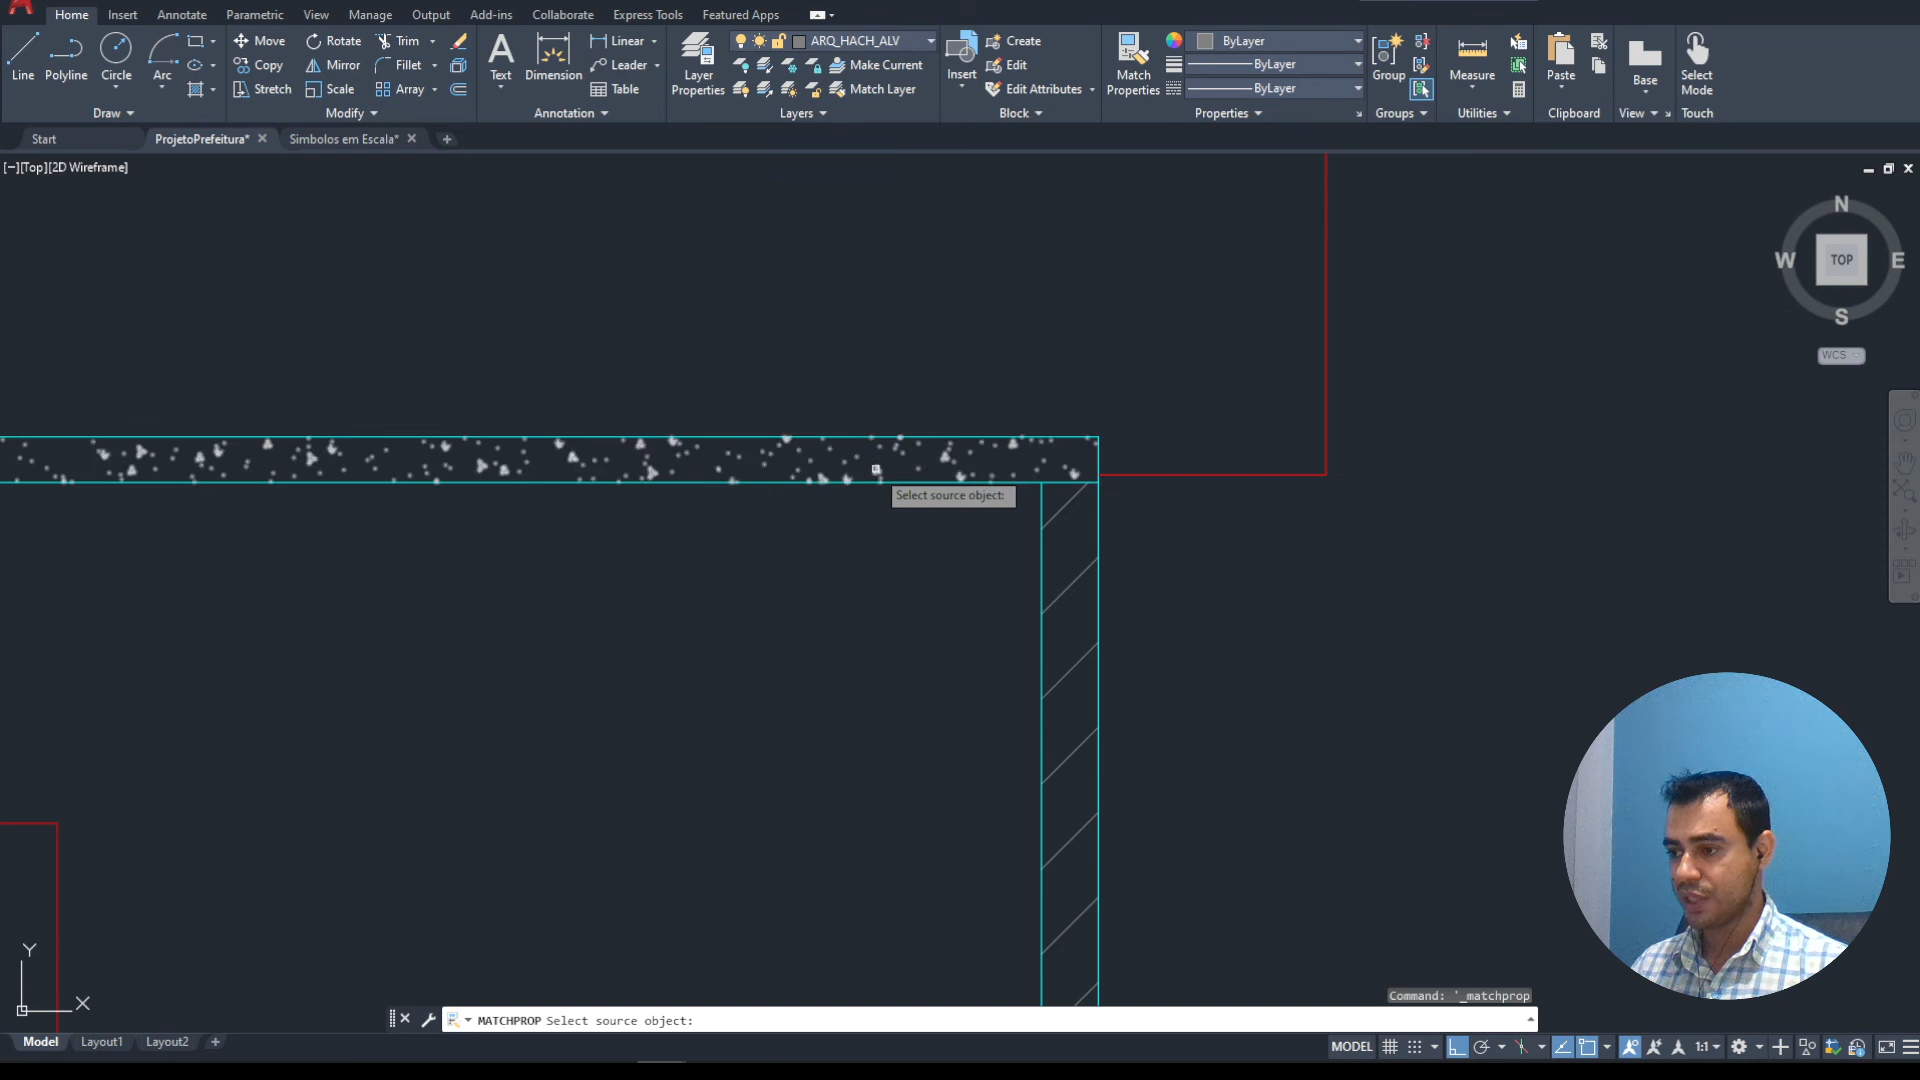 Home Insert Annotate Parametric View Manage Output Add-ins Collaborate Express Tools Featured Apps
Line Polyline Circle Arc
Move Rotate Trim
Copy Mirror Fillet
Stretch Scale Array
Draw Modify
Text Dimension
Linear
Leader
Table
Annotation
Layer Properties
ARQ_HACH_ALV
Make Current
Match Layer
Layers
Insert
Create
Edit
Edit Attributes
Block
Match Properties
ByLayer
ByLayer
ByLayer
Properties
Group
Groups
Measure
Utilities
Paste
Clipboard
Base
View
Select Mode
Touch
Start ProjetoPrefeitura* Simbolos em Escala*
[−][Top][2D Wireframe]
N
W TOP E
S
WCS
Select source object:
Y
X
Command: '_matchprop
MATCHPROP Select source object:
Model Layout1 Layout2
MODEL 1:1